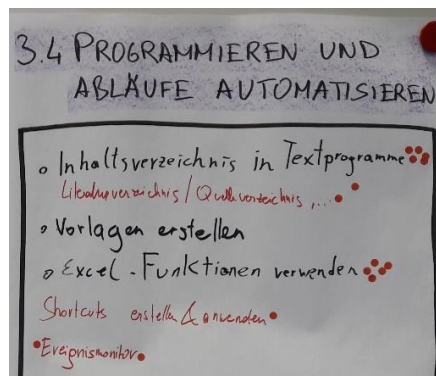 3.4 PROGRAMMIEREN UND
ABLÄUFE AUTOMATISIEREN
Inhaltsverzeichnis in Textprogramme
Literaturverzeichnis / Quellverzeichnis, ...
Vorlagen erstellen
Excel-Funktionen verwenden
Shortcuts erstellen & anwenden
Ereignismonitor